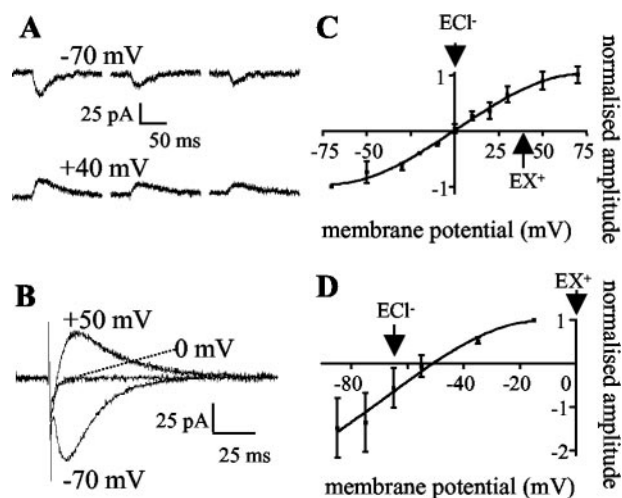 A
-70 mV
25 pA
50 ms
+40 mV
B
+50 mV
0 mV
25 pA
25 ms
-70 mV
C
ECl-
1
-75 -50 25 50 75
-1
EX+
membrane potential (mV)
normalised amplitude
D
EX+
ECl-
1
-80 -60 -40 -20 0
-1
-2
membrane potential (mV)
normalised amplitude